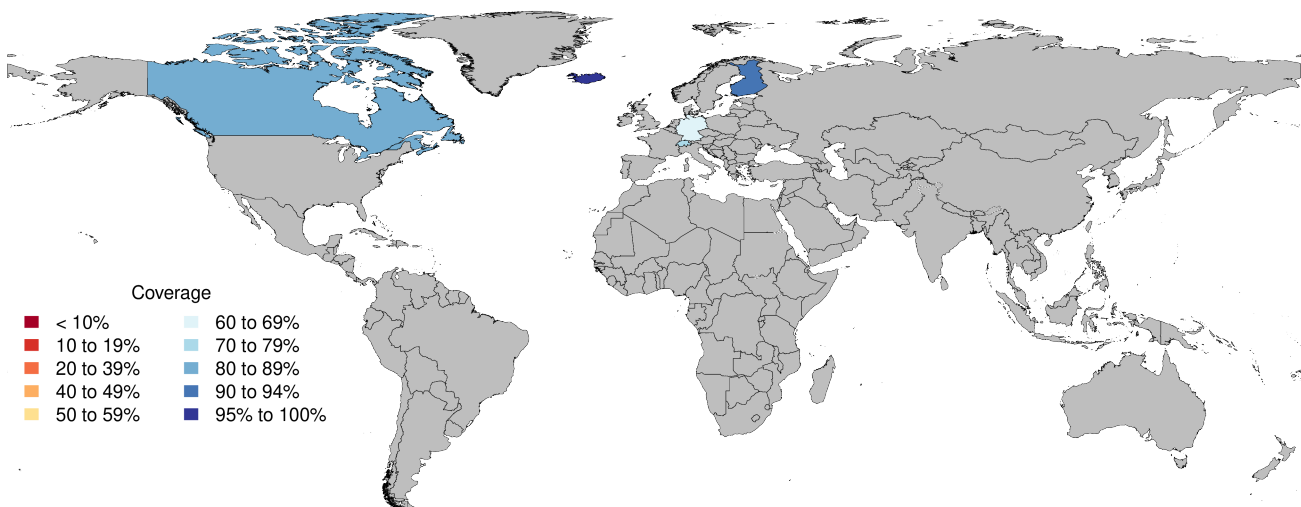 Coverage
< 10%
10 to 19%
20 to 39%
40 to 49%
50 to 59%
60 to 69%
70 to 79%
80 to 89%
90 to 94%
95% to 100%